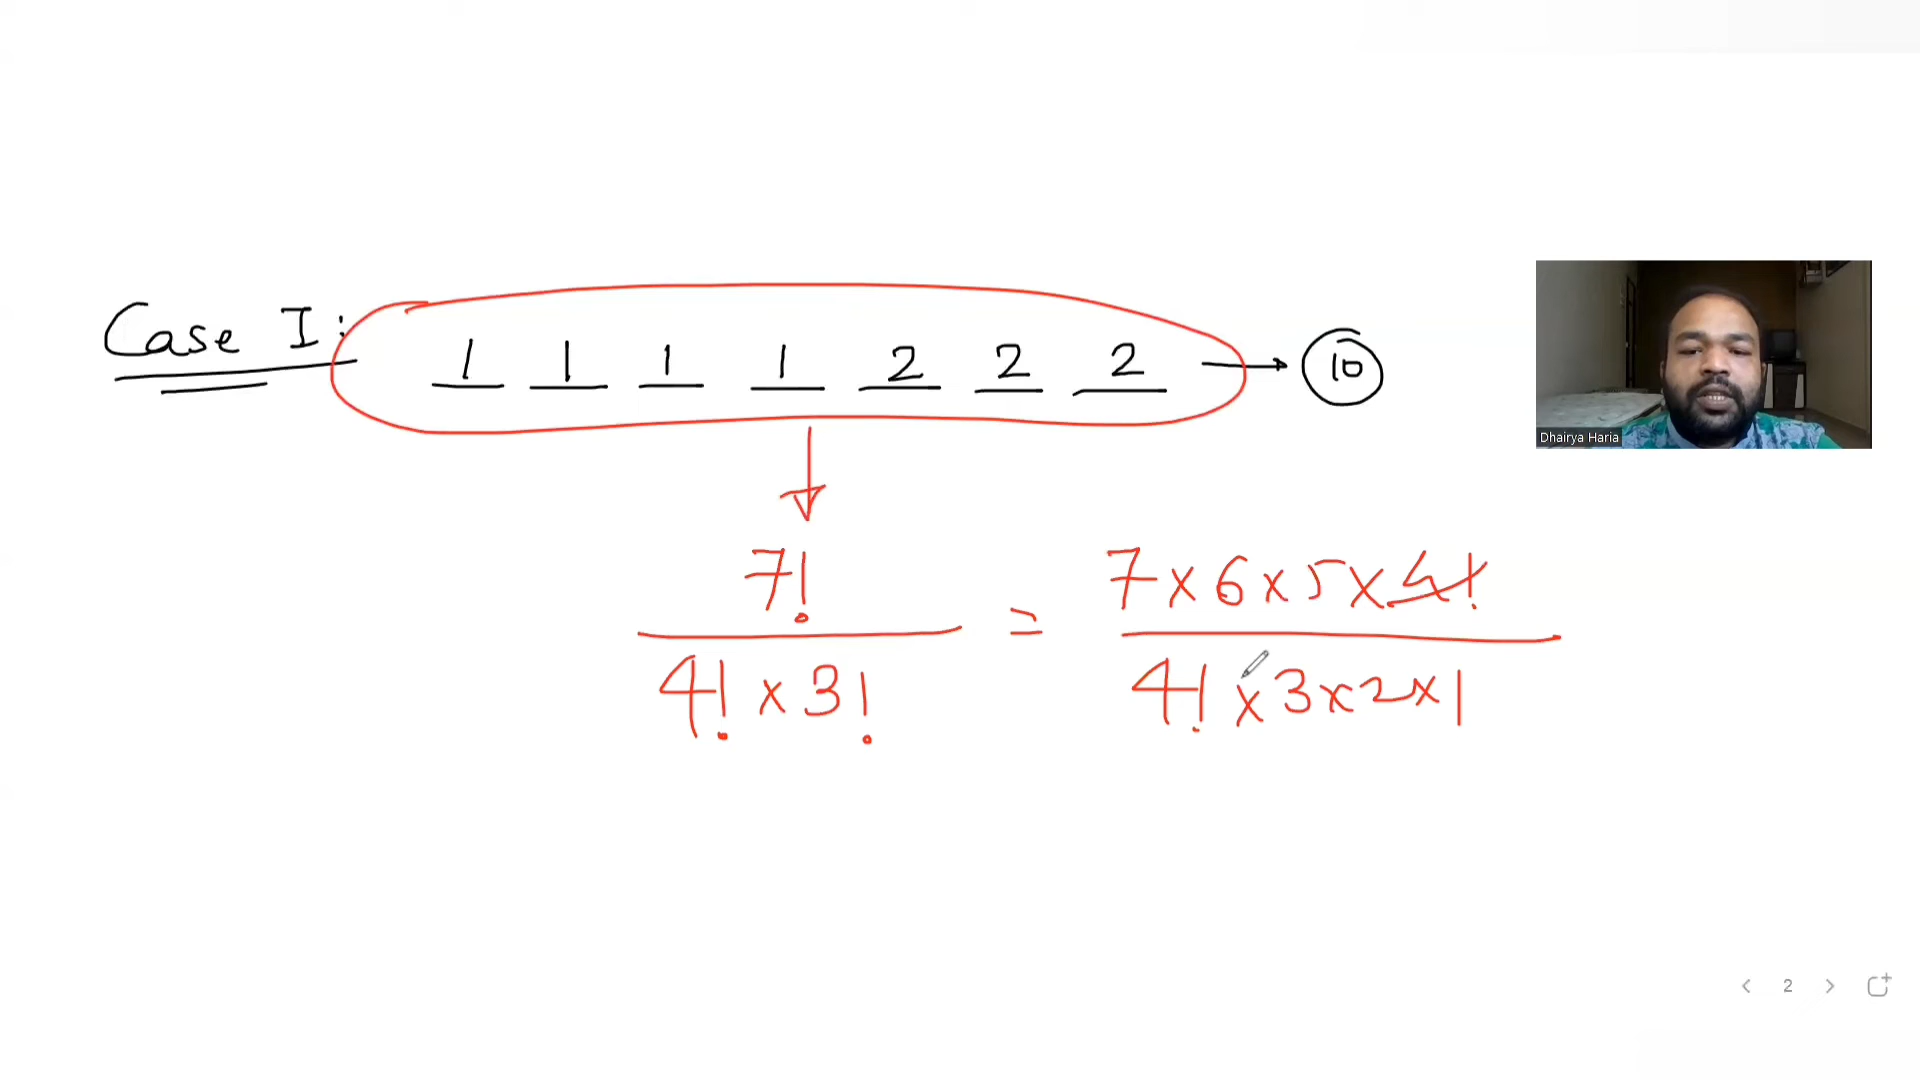 Case I:
1 1 1 1 2 2 2 → 10
Dhairya Haria
7! / 4! x 3! = 7 x 6 x 5 x 4! / 4! x 3 x 2 x 1
< 2 >